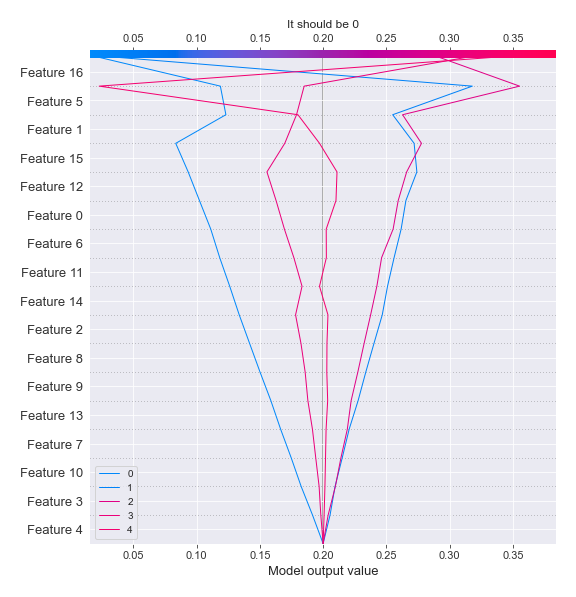 It should be 0
0.05 0.10 0.15 0.20 0.25 0.30 0.35
Feature 16
Feature 5
Feature 1
Feature 15
Feature 12
Feature 0
Feature 6
Feature 11
Feature 14
Feature 2
Feature 8
Feature 9
Feature 13
Feature 7
Feature 10
Feature 3
Feature 4
0
1
2
3
4
0.05 0.10 0.15 0.20 0.25 0.30 0.35
Model output value